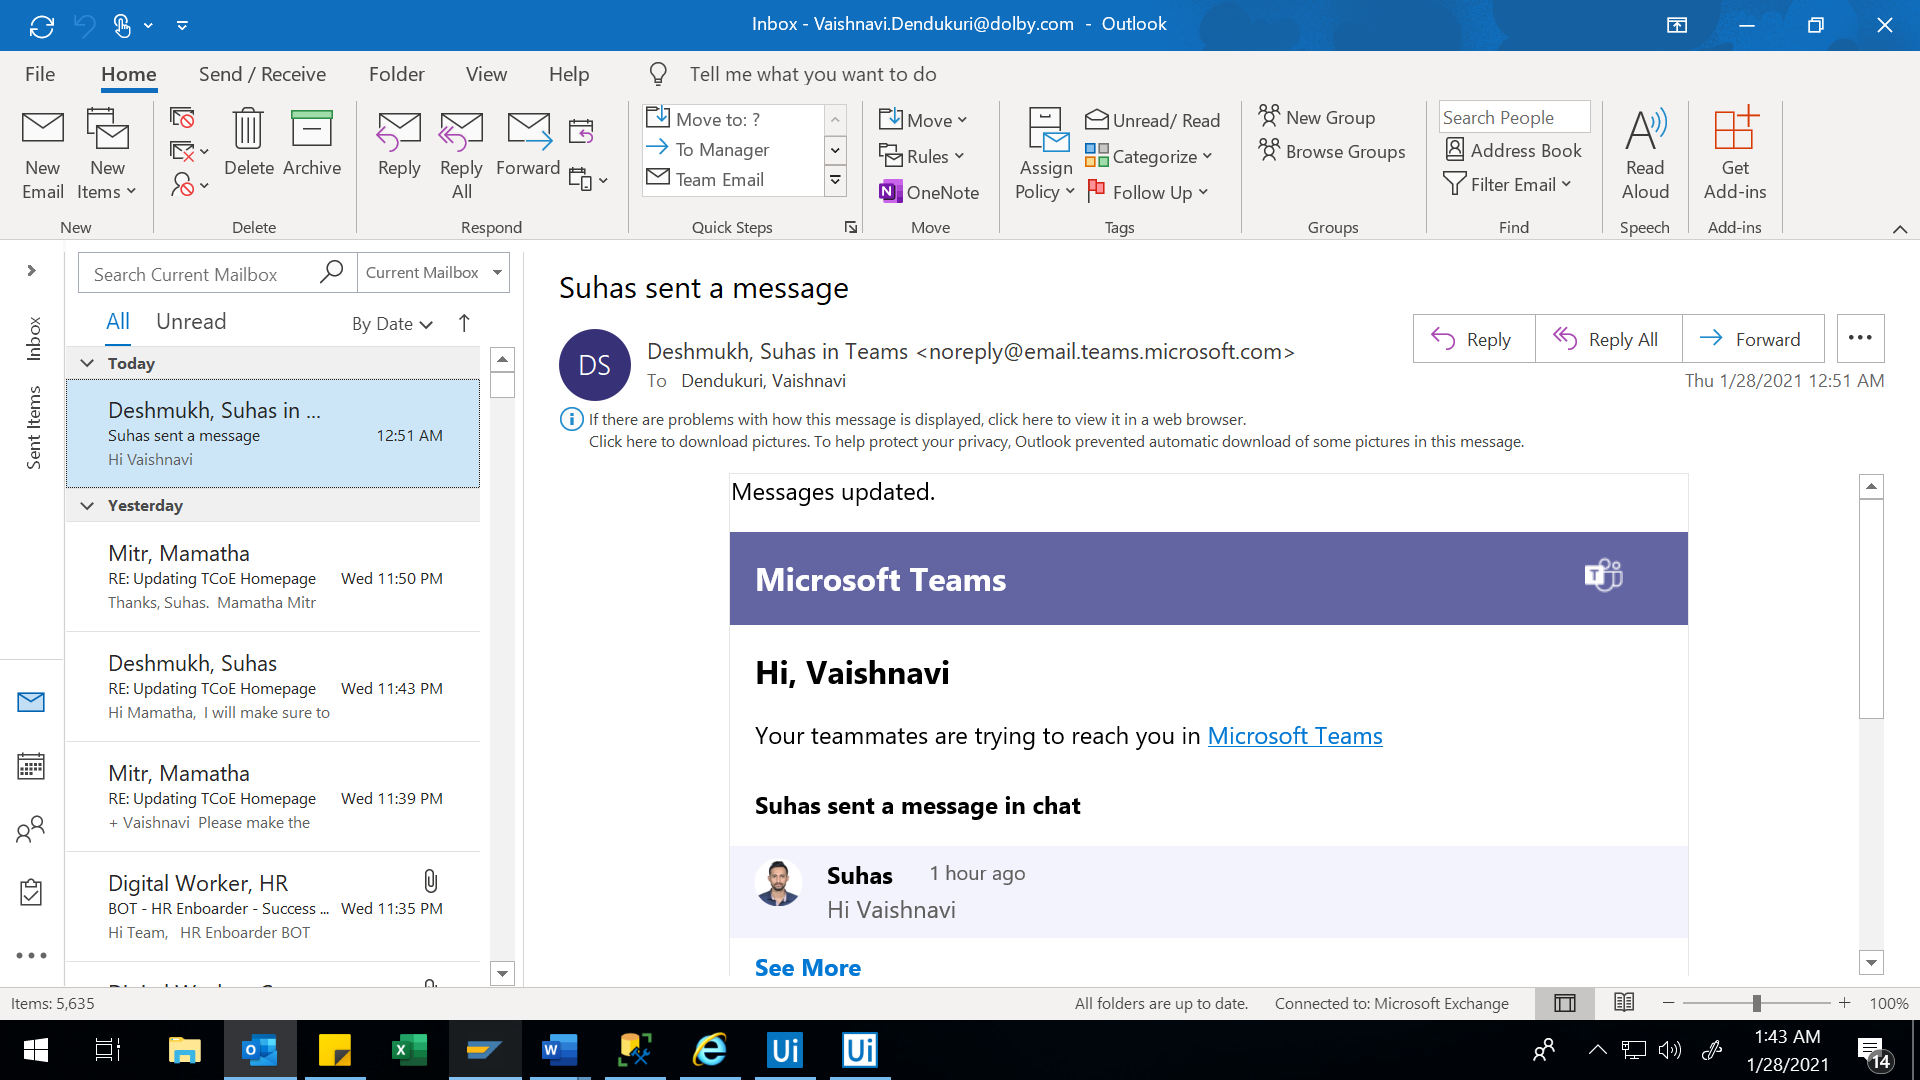 Inbox - Vaishnavi.Dendukuri@dolby.com - Outlook
File Home Send / Receive Folder View Help Tell me what you want to do
New Email
New Items
Delete
Archive
Reply
Reply All
Forward
Move to: ?
To Manager
Team Email
Move
Rules
OneNote
Assign Policy
Unread/ Read
Categorize
Follow Up
New Group
Browse Groups
Search People
Address Book
Filter Email
Read Aloud
Get Add-ins
New Delete Respond Quick Steps Move Tags Groups Find Speech Add-ins
Inbox
Sent Items
Search Current Mailbox Current Mailbox
All Unread By Date
Today
Deshmukh, Suhas in ...
Suhas sent a message 12:51 AM
Hi Vaishnavi
Yesterday
Mitr, Mamatha
RE: Updating TCoE Homepage Wed 11:50 PM
Thanks, Suhas. Mamatha Mitr
Deshmukh, Suhas
RE: Updating TCoE Homepage Wed 11:43 PM
Hi Mamatha, I will make sure to
Mitr, Mamatha
RE: Updating TCoE Homepage Wed 11:39 PM
+ Vaishnavi Please make the
Digital Worker, HR
BOT - HR Enboarder - Success ... Wed 11:35 PM
Hi Team, HR Enboarder BOT
Suhas sent a message
DS
Deshmukh, Suhas in Teams <noreply@email.teams.microsoft.com>
To Dendukuri, Vaishnavi
Reply Reply All Forward
Thu 1/28/2021 12:51 AM
If there are problems with how this message is displayed, click here to view it in a web browser.
Click here to download pictures. To help protect your privacy, Outlook prevented automatic download of some pictures in this message.
Messages updated.
Microsoft Teams
T
Hi, Vaishnavi
Your teammates are trying to reach you in Microsoft Teams
Suhas sent a message in chat
Suhas 1 hour ago
Hi Vaishnavi
See More
Items: 5,635 All folders are up to date. Connected to: Microsoft Exchange 100%
Ui Ui
1:43 AM
1/28/2021
14